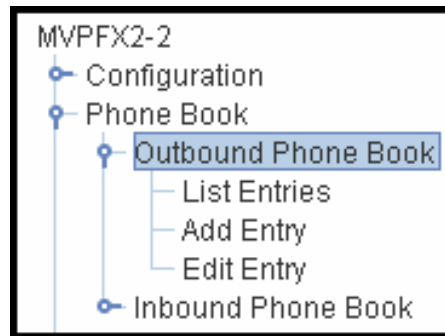 MVPFX2-2
Configuration
Phone Book
Outbound Phone Book
List Entries
Add Entry
Edit Entry
Inbound Phone Book